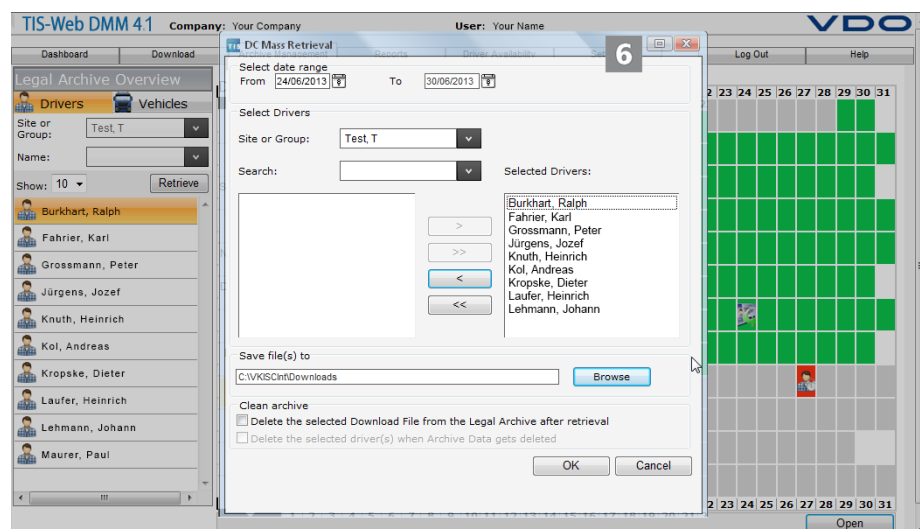 TIS-Web DMM 4.1 Company: Your Company User: Your Name VDO
Dashboard Download Archive Management Reports Driver Availability Log Out Help
DC Mass Retrieval
6
Legal Archive Overview
Drivers Vehicles
Site or Group: Test, T
Name:
Show: 10 Retrieve
Burkhart, Ralph
Fahrier, Karl
Grossmann, Peter
Jürgens, Jozef
Knuth, Heinrich
Kol, Andreas
Kropske, Dieter
Laufer, Heinrich
Lehmann, Johann
Maurer, Paul
Select date range
From 24/06/2013 To 30/06/2013
Select Drivers
Site or Group: Test, T
Search: Selected Drivers:
>
>>
<
<<
Burkhart, Ralph
Fahrier, Karl
Grossmann, Peter
Jürgens, Jozef
Knuth, Heinrich
Kol, Andreas
Kropske, Dieter
Laufer, Heinrich
Lehmann, Johann
Save file(s) to
C:\VKISCInt\Downloads Browse
Clean archive
Delete the selected Download File from the Legal Archive after retrieval
Delete the selected driver(s) when Archive Data gets deleted
OK Cancel
2 23 24 25 26 27 28 29 30 31
2 23 24 25 26 27 28 29 30 31
Open